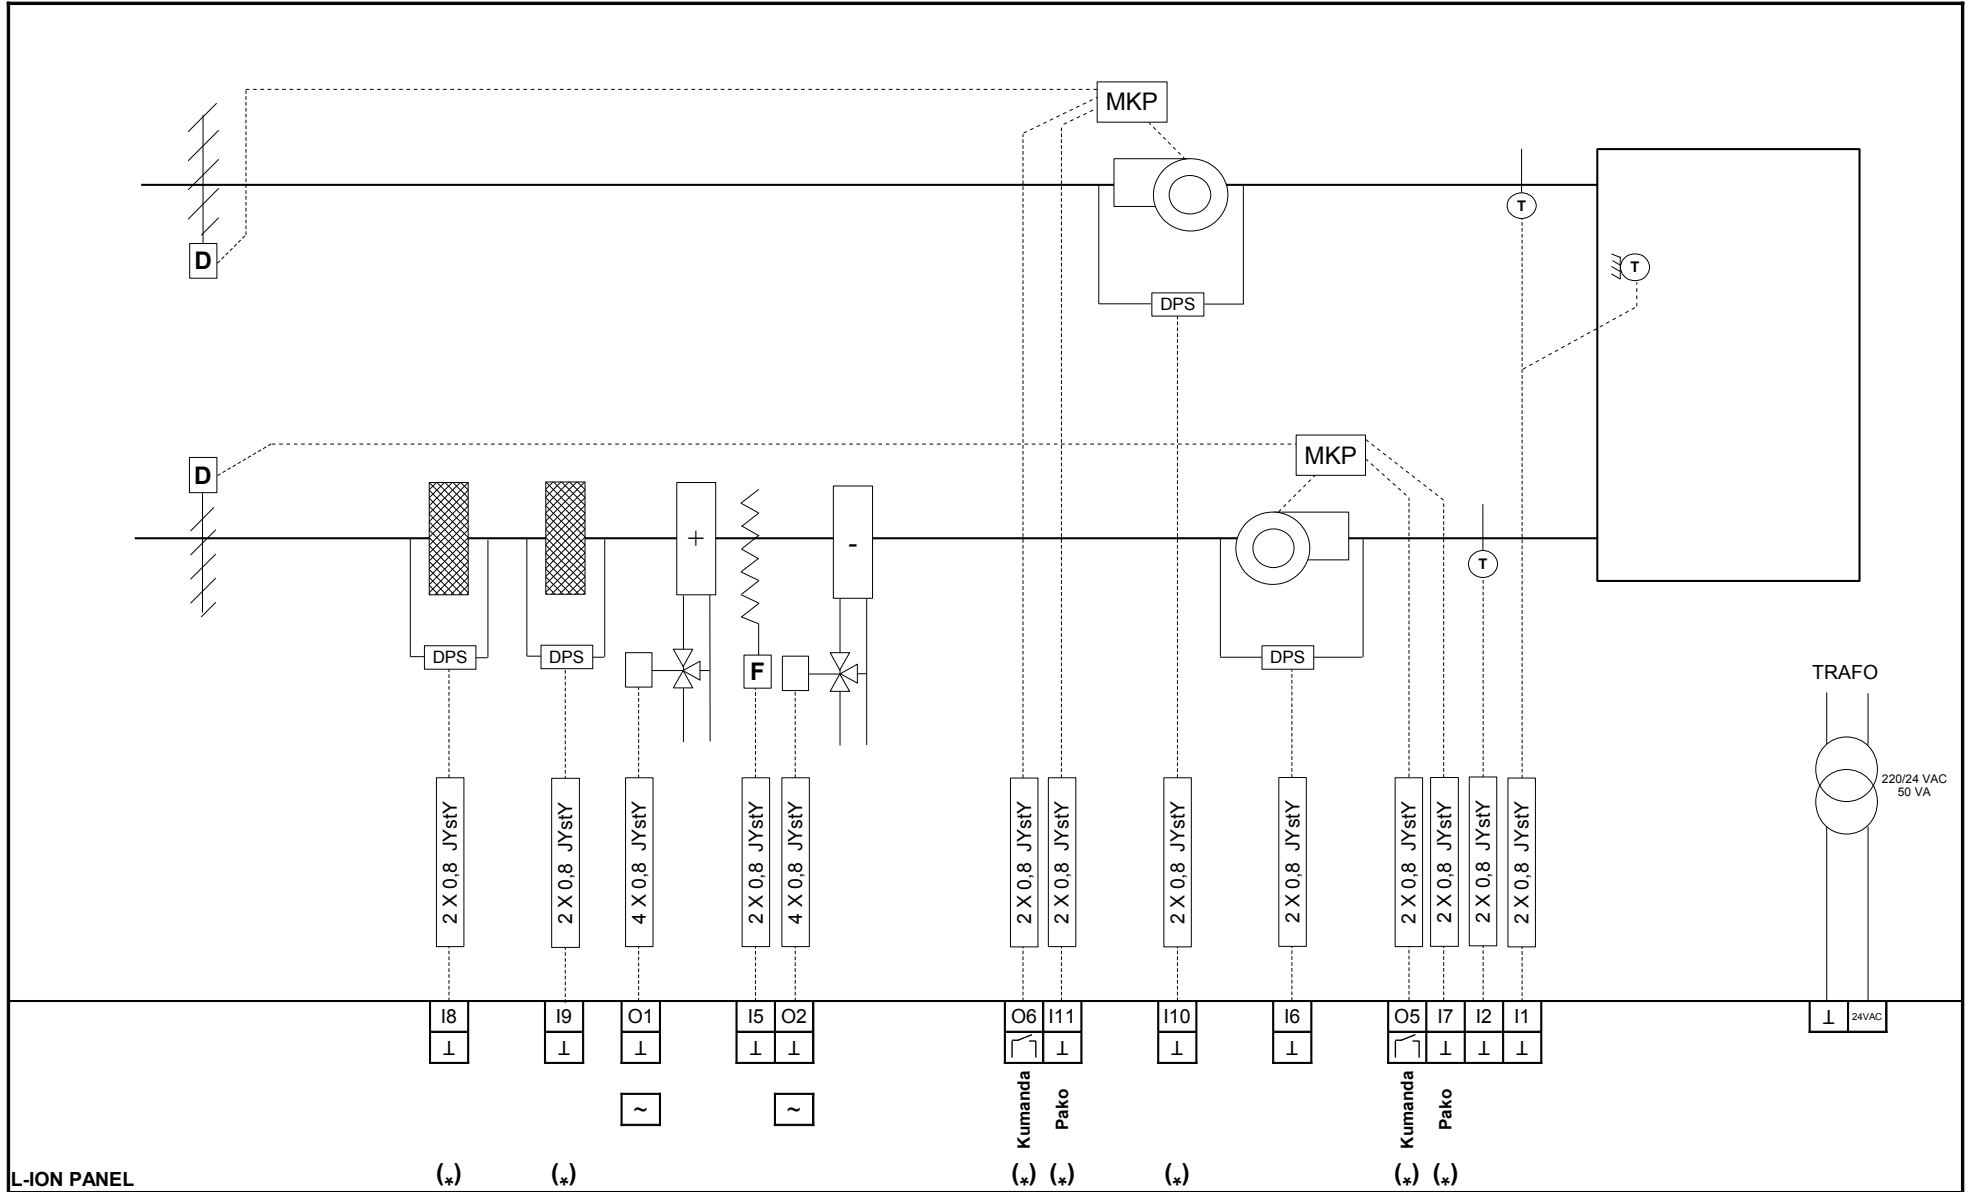 MKP
D
T
T
DPS
MKP
D
+
-
T
DPS
DPS
DPS
F
TRAFO
220/24 VAC
50 VA
2 X 0,8 JYstY
2 X 0,8 JYstY
4 X 0,8 JYstY
2 X 0,8 JYstY
4 X 0,8 JYstY
2 X 0,8 JYstY
2 X 0,8 JYstY
2 X 0,8 JYstY
2 X 0,8 JYstY
2 X 0,8 JYstY
2 X 0,8 JYstY
2 X 0,8 JYstY
2 X 0,8 JYstY
I8 I9 O1 I5 O2 O6 I11 I10 I6 O5 I7 I2 I1 ⊥ 24VAC
⊥ ⊥ ⊥ ⊥ ⊥ ⊥ ⊥ ⊥ ⊥ ⊥ ⊥
~ ~
Kumanda
Pako
Kumanda
Pako
L-ION PANEL (*) (*) (*) (*) (*) (*) (*)